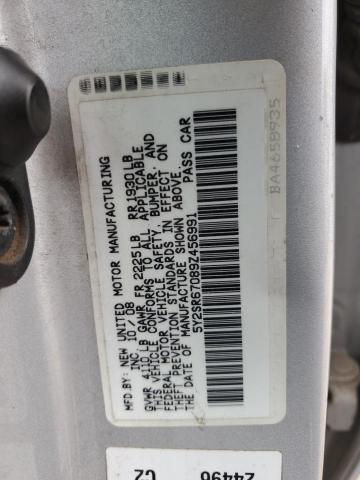 MFD BY: NEW UNITED MOTOR MANUFACTURING
INC. 10/08
GVWR 4110 LB GAWR FR 2225 LB RR 1930 LB
THIS VEHICLE CONFORMS TO ALL APPLICABLE
FEDERAL MOTOR VEHICLE SAFETY, BUMPER, AND
THEFT PREVENTION STANDARDS IN EFFECT ON
THE DATE OF MANUFACTURE SHOWN ABOVE.
5Y2SR67089Z456991 PASS CAR
BA4658935
24496 C2